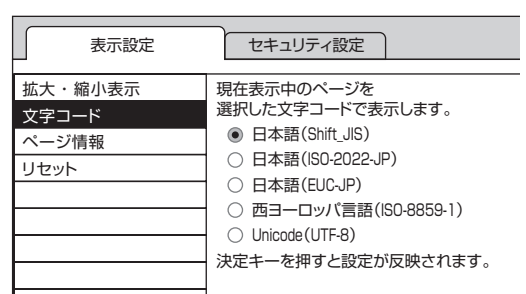 表示設定
セキュリティ設定
拡大・縮小表示
文字コード
ページ情報
リセット
現在表示中のページを
選択した文字コードで表示します。
日本語(Shift_JIS)
日本語(ISO-2022-JP)
日本語(EUC-JP)
西ヨーロッパ言語(ISO-8859-1)
Unicode(UTF-8)
決定キーを押すと設定が反映されます。